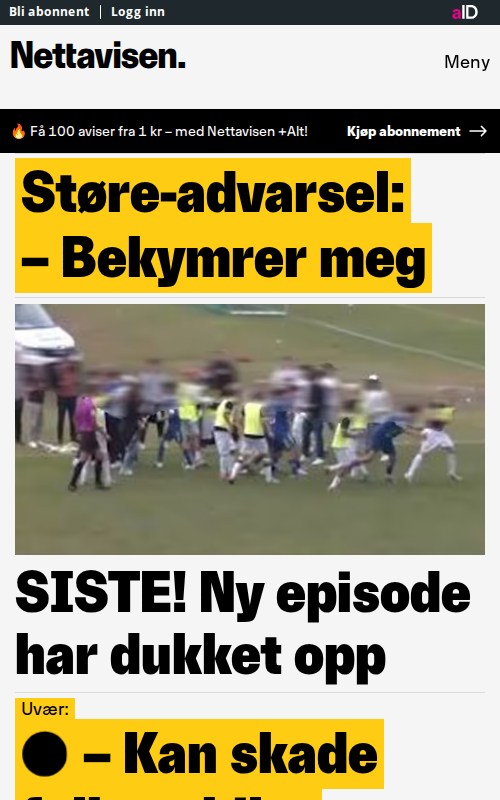 Bli abonnent | Logg inn
aID
Nettavisen.
Meny
🔥 Få 100 aviser fra 1 kr – med Nettavisen +Alt!
Kjøp abonnement →
Støre-advarsel:
– Bekymrer meg
SISTE! Ny episode
har dukket opp
Uvær:
– Kan skade